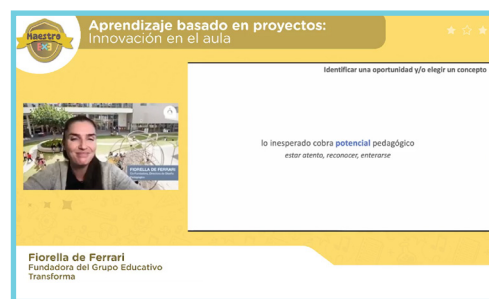 Maestro
Aprendizaje basado en proyectos:
Innovación en el aula
Identificar una oportunidad y/o elegir un concepto
lo inesperado cobra potencial pedagógico
estar atenta, reconocer, enterarse
FIORELLA DE FERRARI
Fiorella de Ferrari
Fundadora del Grupo Educativo
Transforma